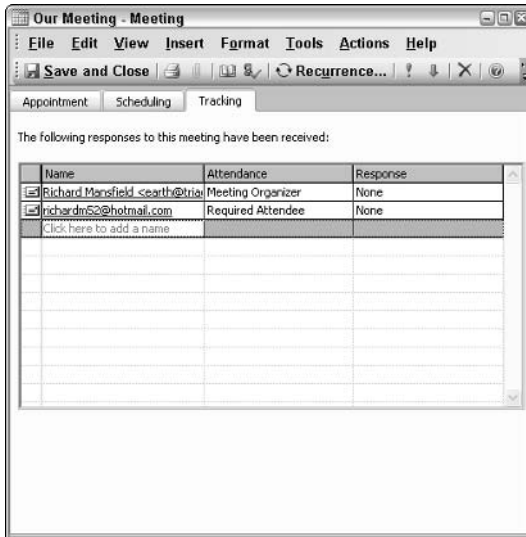 Our Meeting - Meeting
File Edit View Insert Format Tools Actions Help
Save and Close Recurrence...
Appointment Scheduling Tracking
The following responses to this meeting have been received:
Name Attendance Response
Richard Mansfield <earth@tria Meeting Organizer None
richardm52@hotmail.com Required Attendee None
Click here to add a name